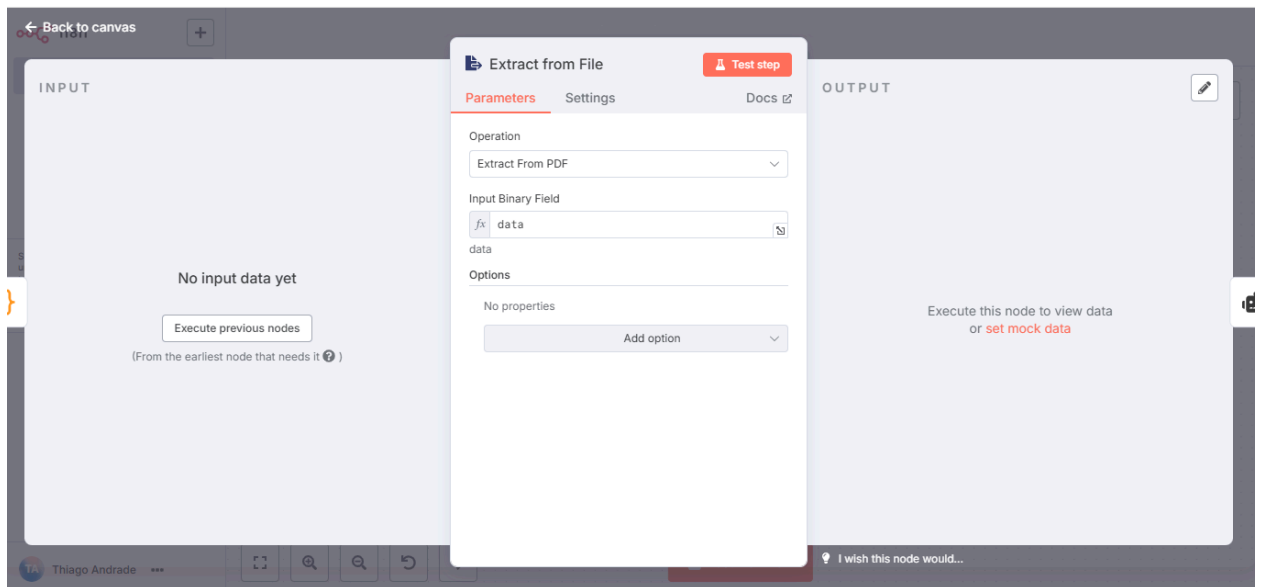 ← Back to canvas
n8n
+
INPUT
No input data yet
Execute previous nodes
(From the earliest node that needs it ? )
Extract from File
Test step
Parameters
Settings
Docs
Operation
Extract From PDF
Input Binary Field
fx data
data
Options
No properties
Add option
OUTPUT
Execute this node to view data
or set mock data
TA
Thiago Andrade
I wish this node would...